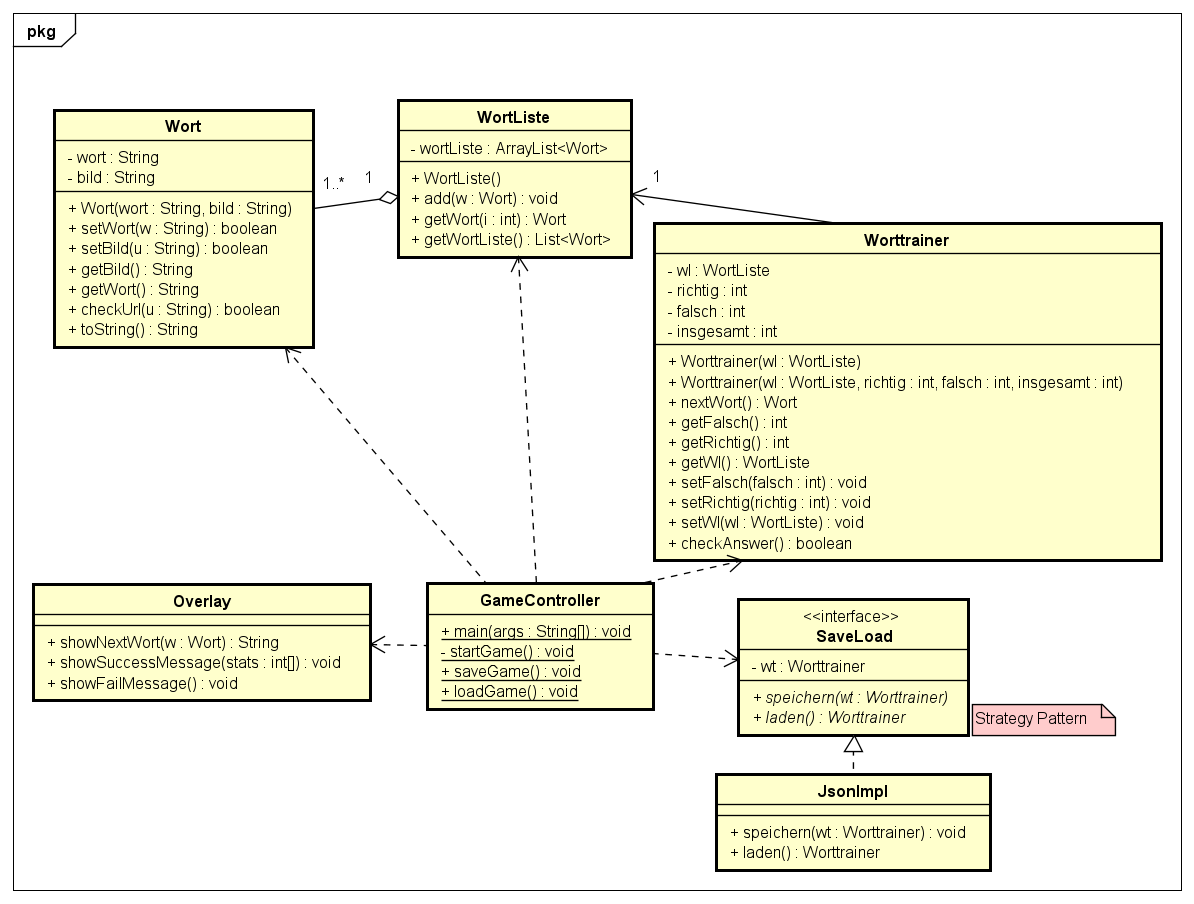 pkg
Wort
- wort : String
- bild : String
+ Wort(wort : String, bild : String)
+ setWort(w : String) : boolean
+ setBild(u : String) : boolean
+ getBild() : String
+ getWort() : String
+ checkUrl(u : String) : boolean
+ toString() : String
1..*
1
WortListe
- wortListe : ArrayList<Wort>
+ WortListe()
+ add(w : Wort) : void
+ getWort(i : int) : Wort
+ getWortListe() : List<Wort>
1
Worttrainer
- wl : WortListe
- richtig : int
- falsch : int
- insgesamt : int
+ Worttrainer(wl : WortListe)
+ Worttrainer(wl : WortListe, richtig : int, falsch : int, insgesamt : int)
+ nextWort() : Wort
+ getFalsch() : int
+ getRichtig() : int
+ getWl() : WortListe
+ setFalsch(falsch : int) : void
+ setRichtig(richtig : int) : void
+ setWl(wl : WortListe) : void
+ checkAnswer() : boolean
Overlay
+ showNextWort(w : Wort) : String
+ showSuccessMessage(stats : int[]) : void
+ showFailMessage() : void
GameController
+ main(args : String[]) : void
- startGame() : void
+ saveGame() : void
+ loadGame() : void
<<interface>>
SaveLoad
- wt : Worttrainer
+ speichern(wt : Worttrainer)
+ laden() : Worttrainer
Strategy Pattern
JsonImpl
+ speichern(wt : Worttrainer) : void
+ laden() : Worttrainer